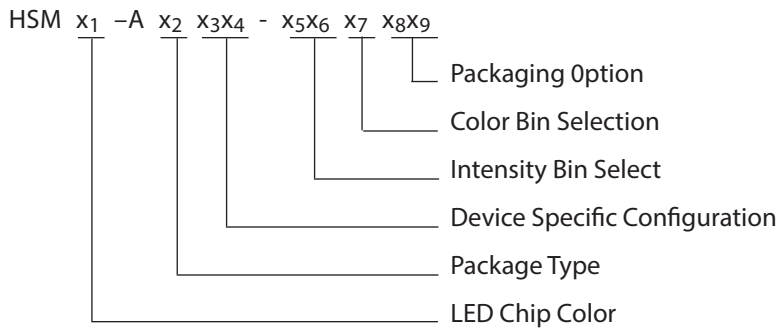 HSM x1 –A x2 x3x4 - x5x6 x7 x8x9
Packaging 0ption
Color Bin Selection
Intensity Bin Select
Device Specific Configuration
Package Type
LED Chip Color